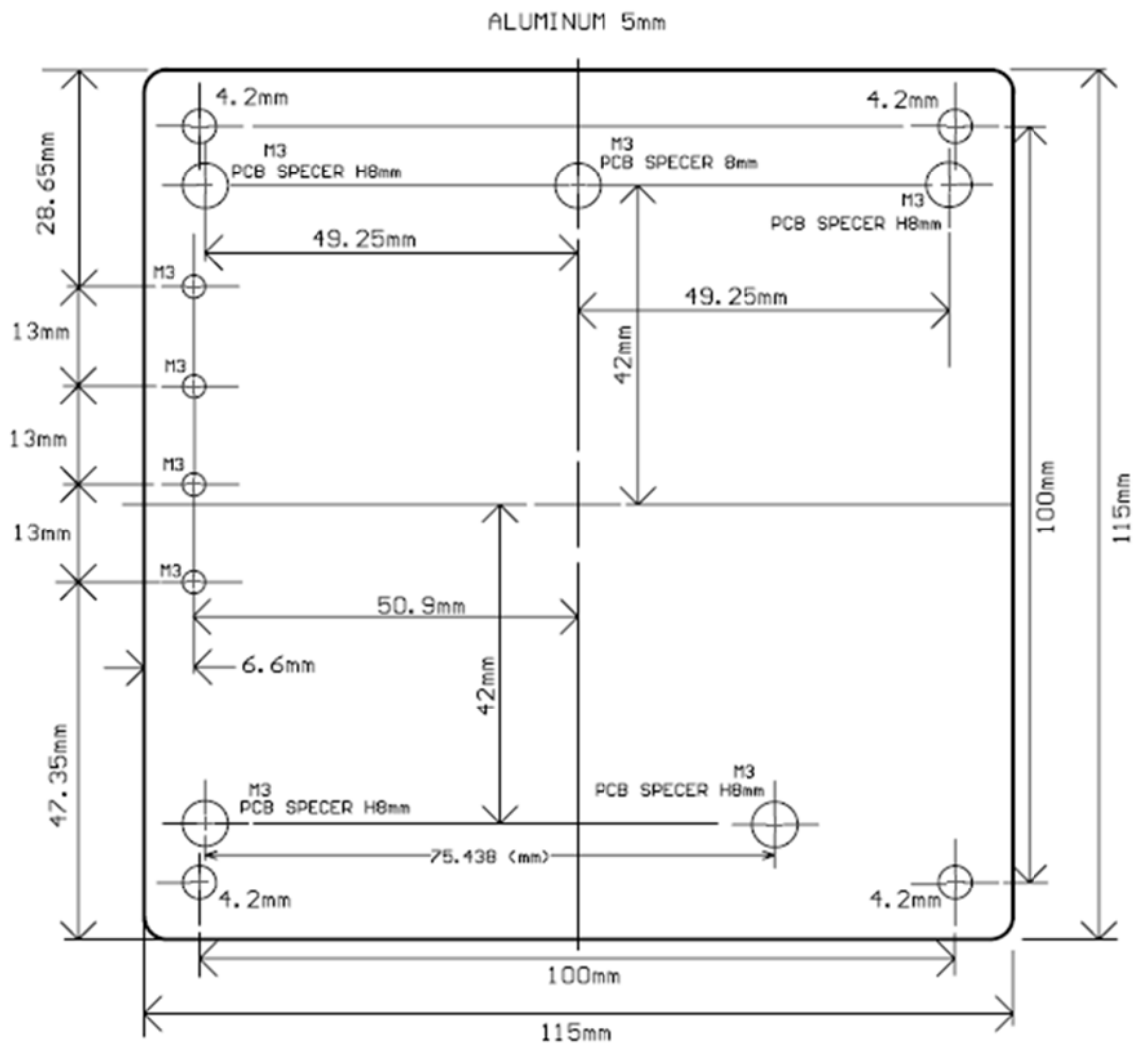 ALUMINUM 5mm
4.2mm
4.2mm
M3
PCB SPECER H8mm
M3
PCB SPECER 8mm
M3
PCB SPECER H8mm
28.65mm
49.25mm
49.25mm
M3
13mm
42mm
M3
13mm
M3
100mm
115mm
13mm
M3
50.9mm
6.6mm
42mm
47.35mm
M3
PCB SPECER H8mm
M3
PCB SPECER H8mm
75.438 (mm)
4.2mm
4.2mm
100mm
115mm